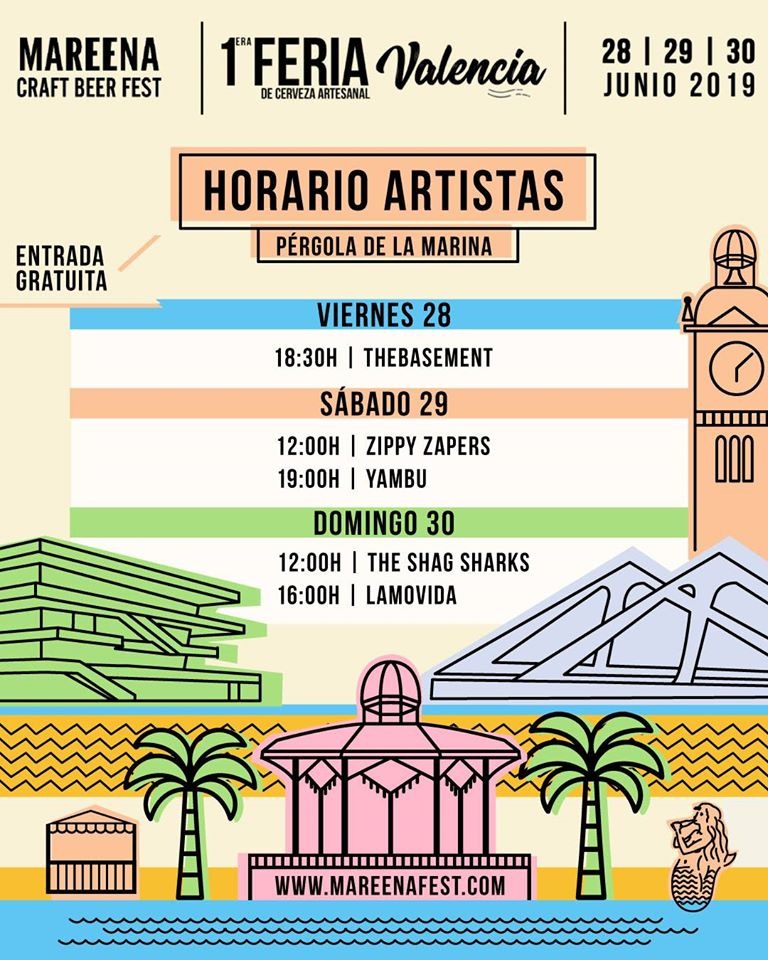 MAREENA
CRAFT BEER FEST
1ERA FERIA
DE CERVEZA ARTESANAL
Valencia
28 | 29 | 30
JUNIO 2019
HORARIO ARTISTAS
PÉRGOLA DE LA MARINA
ENTRADA
GRATUITA
VIERNES 28
18:30H | THEBASEMENT
SÁBADO 29
12:00H | ZIPPY ZAPERS
19:00H | YAMBU
DOMINGO 30
12:00H | THE SHAG SHARKS
16:00H | LAMOVIDA
WWW.MAREENAFEST.COM